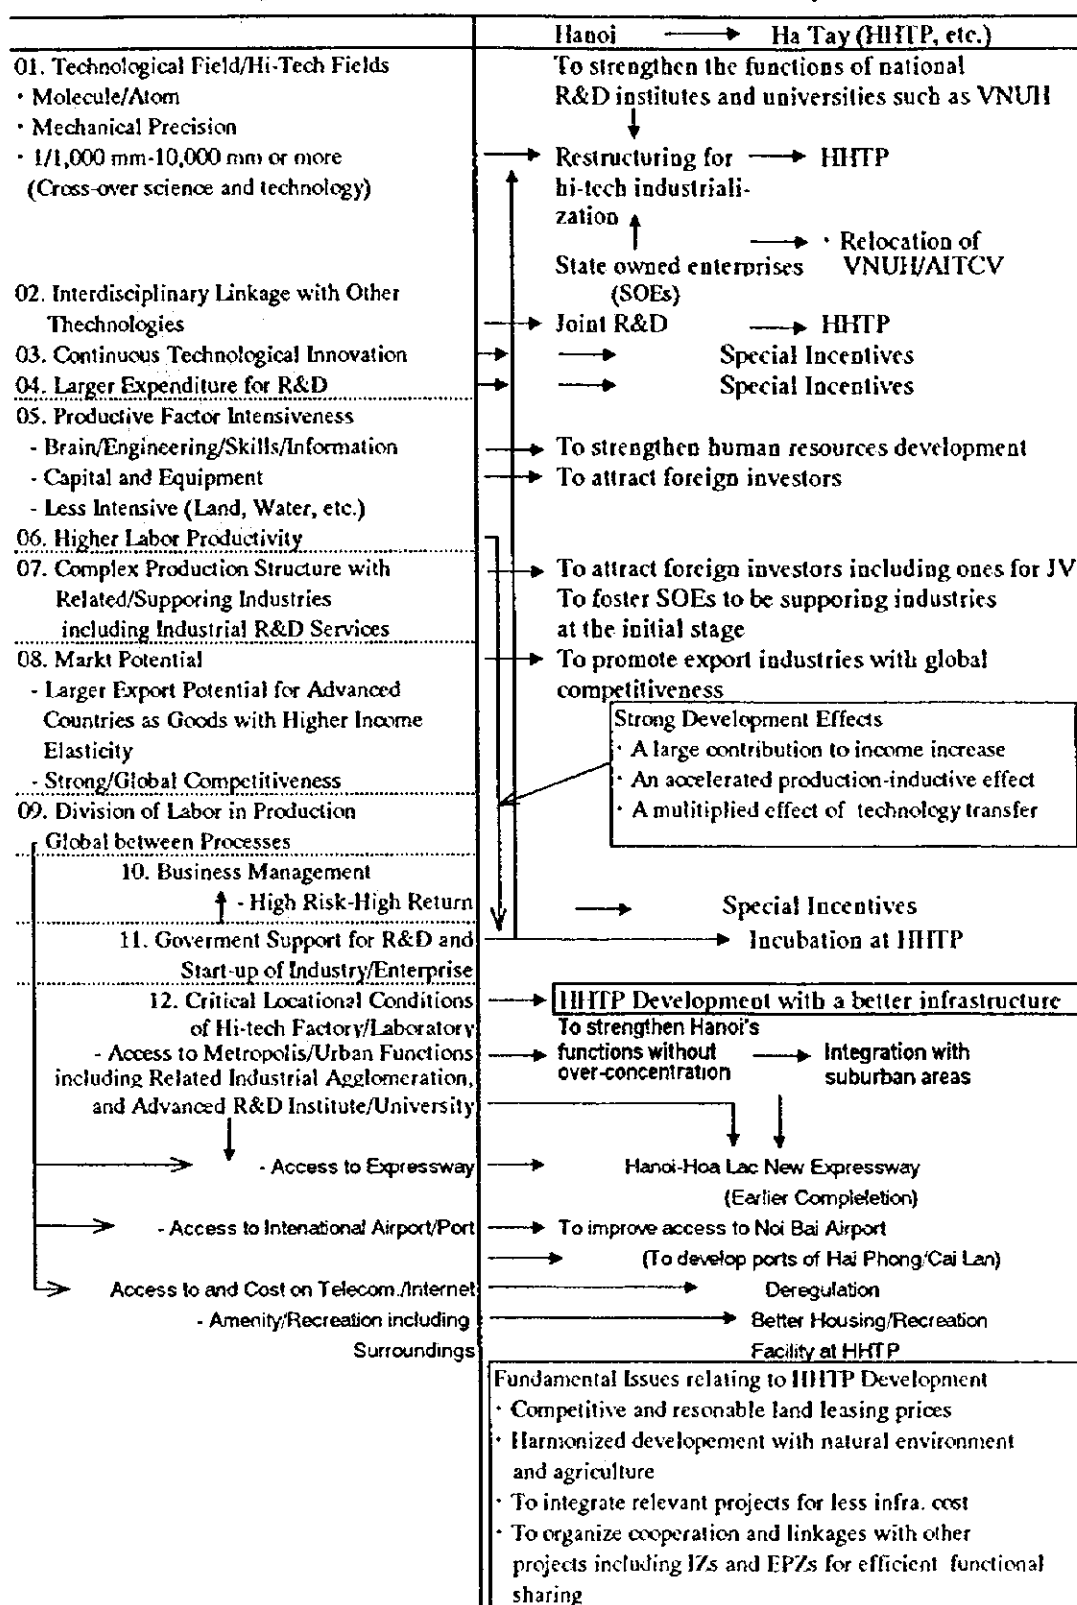 Hanoi → Ha Tay (HHTP, etc.)
01. Technological Field/Hi-Tech Fields
· Molecule/Atom
· Mechanical Precision
· 1/1,000 mm-10,000 mm or more
(Cross-over science and technology)
To strengthen the functions of national
R&D institutes and universities such as VNUH
Restructuring for → HHTP
hi-tech industriali-
zation
State owned enterprises
(SOEs)
· Relocation of
VNUH/AITCV
02. Interdisciplinary Linkage with Other
Thechnologies
Joint R&D → HHTP
03. Continuous Technological Innovation
Special Incentives
04. Larger Expenditure for R&D
Special Incentives
05. Productive Factor Intensiveness
- Brain/Engineering/Skills/Information
To strengthen human resources development
- Capital and Equipment
To attract foreign investors
- Less Intensive (Land, Water, etc.)
06. Higher Labor Productivity
07. Complex Production Structure with
Related/Supporing Industries
including Industrial R&D Services
To attract foreign investors including ones for JV
To foster SOEs to be supporing industries
at the initial stage
08. Markt Potential
To promote export industries with global
competitiveness
- Larger Export Potential for Advanced
Countries as Goods with Higher Income
Elasticity
- Strong/Global Competitiveness
Strong Development Effects
· A large contribution to income increase
· An accelerated production-inductive effect
· A mulitiplied effect of technology transfer
09. Division of Labor in Production
Global between Processes
10. Business Management
- High Risk-High Return
Special Incentives
11. Goverment Support for R&D and
Start-up of Industry/Enterprise
Incubation at HHTP
12. Critical Locational Conditions
of Hi-tech Factory/Laboratory
HHTP Development with a better infrastructure
- Access to Metropolis/Urban Functions
including Related Industrial Agglomeration,
and Advanced R&D Institute/University
To strengthen Hanoi's
functions without
over-concentration
Integration with
suburban areas
- Access to Expressway
Hanoi-Hoa Lac New Expressway
(Earlier Compleletion)
- Access to Intenational Airport/Port
To improve access to Noi Bai Airport
(To develop ports of Hai Phong/Cai Lan)
Access to and Cost on Telecom./Internet
Deregulation
- Amenity/Recreation including
Surroundings
Better Housing/Recreation
Facility at HHTP
Fundamental Issues relating to HHTP Development
· Competitive and resonable land leasing prices
· Harmonized developement with natural environment
and agriculture
· To integrate relevant projects for less infra. cost
· To organize cooperation and linkages with other
projects including IZs and EPZs for efficient functional
sharing